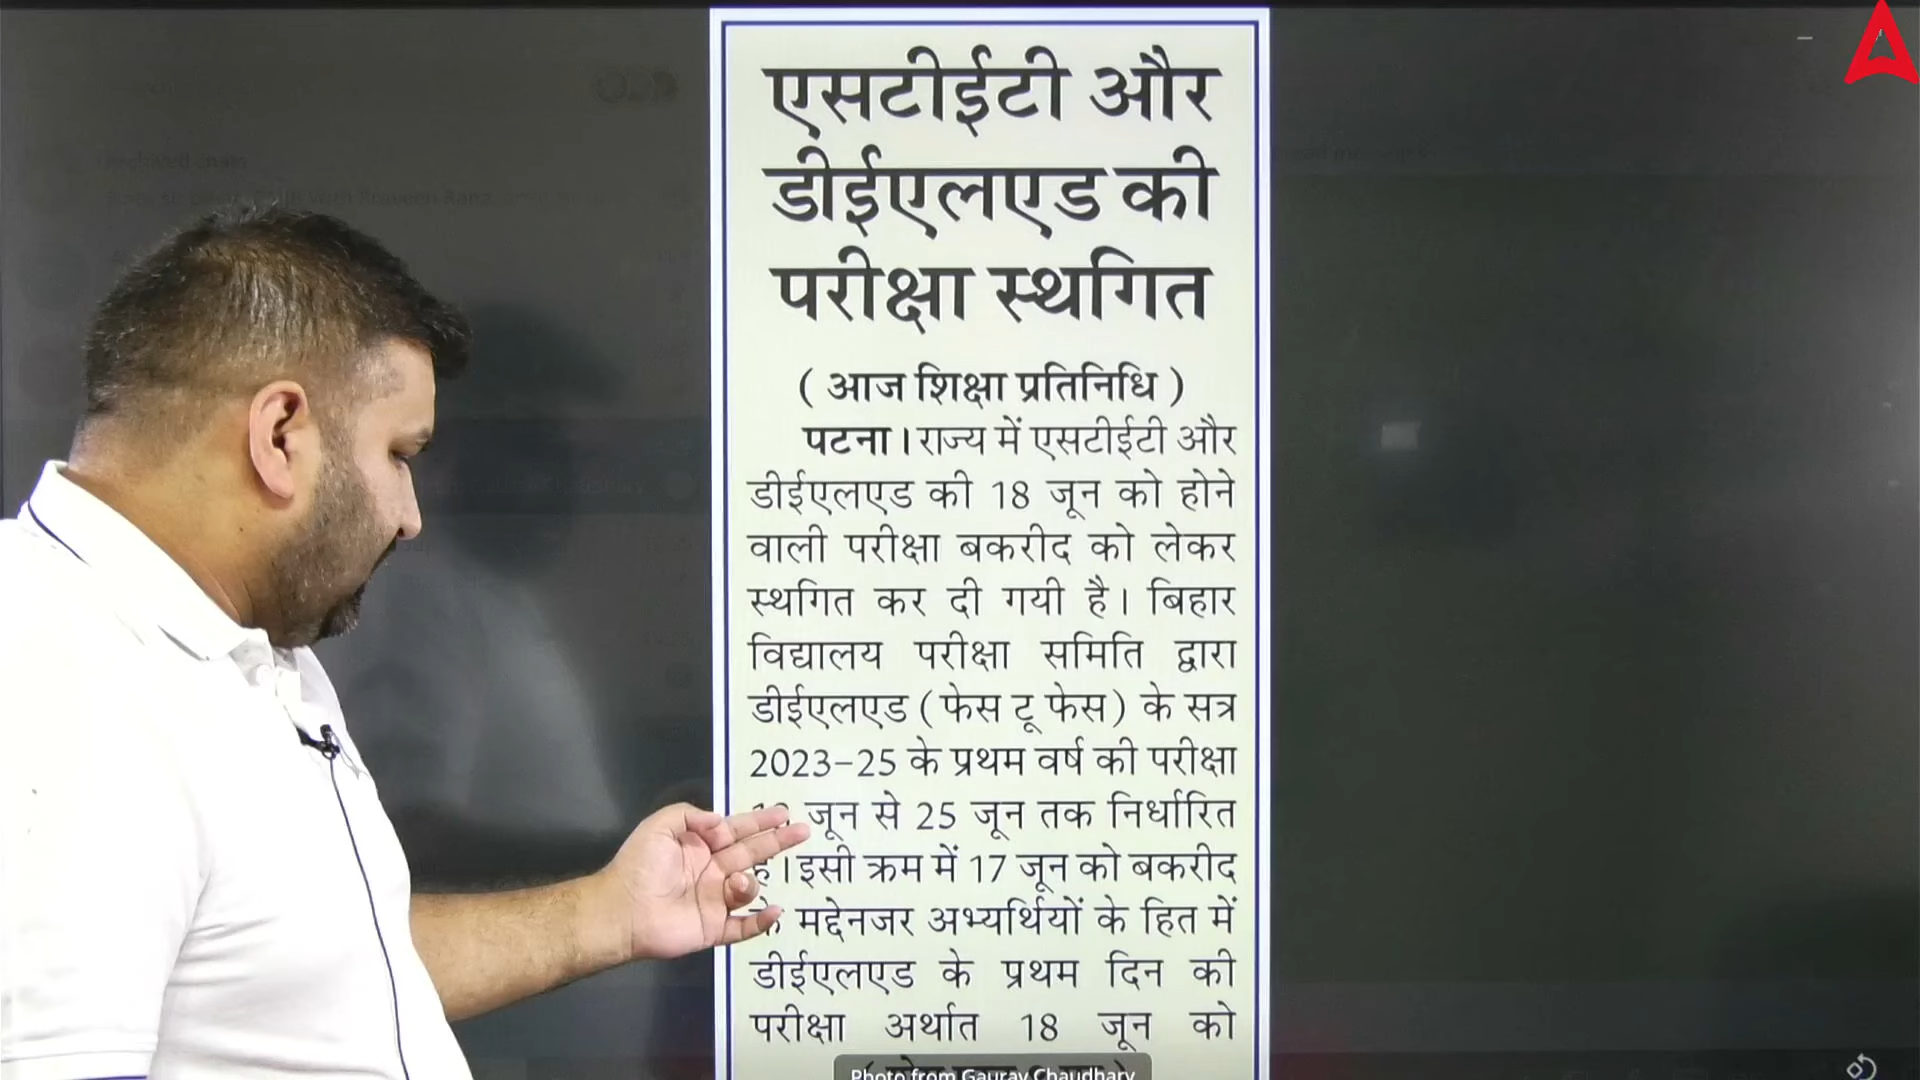 एसटीईटी और
डीईएलएड की
परीक्षा स्थगित
( आज शिक्षा प्रतिनिधि )
पटना। राज्य में एसटीईटी और
डीईएलएड की 18 जून को होने
वाली परीक्षा बकरीद को लेकर
स्थगित कर दी गयी है। बिहार
विद्यालय परीक्षा समिति द्वारा
डीईएलएड (फेस टू फेस) के सत्र
2023-25 के प्रथम वर्ष की परीक्षा
जून से 25 जून तक निर्धारित
है। इसी क्रम में 17 जून को बकरीद
के मद्देनजर अभ्यर्थियों के हित में
डीईएलएड के प्रथम दिन की
परीक्षा अर्थात 18 जून को
Photo from Gaurav Chaudhary